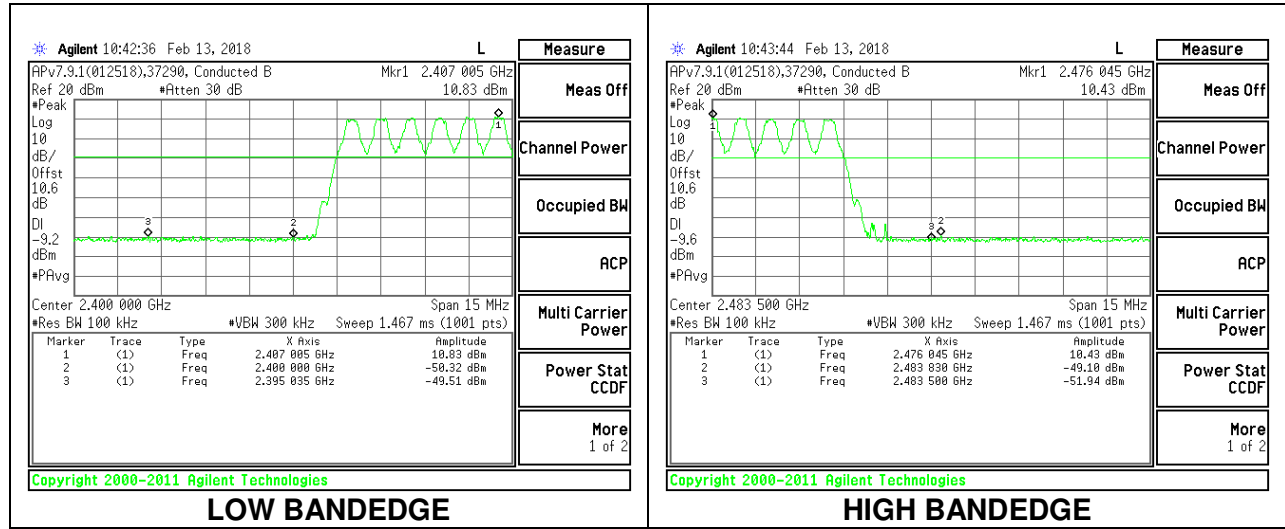 Agilent 10:42:36 Feb 13, 2018 L
Measure
APv7.9.1(012518),37290, Conducted B Mkr1 2.407 005 GHz
Ref 20 dBm #Atten 30 dB 10.83 dBm
Meas Off
#Peak
Log
10
dB/
Offst
10.6
dB
DI
-9.2
dBm
#PAvg
1
2
3
Channel Power
Occupied BW
ACP
Center 2.400 000 GHz Span 15 MHz
#Res BW 100 kHz #VBW 300 kHz Sweep 1.467 ms (1001 pts)
Multi Carrier
Power
Marker Trace Type X Axis Amplitude
1 (1) Freq 2.407 005 GHz 10.83 dBm
2 (1) Freq 2.400 000 GHz -50.32 dBm
3 (1) Freq 2.395 035 GHz -49.51 dBm
Power Stat
CCDF
More
1 of 2
Copyright 2000-2011 Agilent Technologies
LOW BANDEDGE
Agilent 10:43:44 Feb 13, 2018 L
Measure
APv7.9.1(012518),37290, Conducted B Mkr1 2.476 045 GHz
Ref 20 dBm #Atten 30 dB 10.43 dBm
Meas Off
#Peak
Log
10
dB/
Offst
10.6
dB
DI
-9.6
dBm
#PAvg
1
3
2
Channel Power
Occupied BW
ACP
Center 2.483 500 GHz Span 15 MHz
#Res BW 100 kHz #VBW 300 kHz Sweep 1.467 ms (1001 pts)
Multi Carrier
Power
Marker Trace Type X Axis Amplitude
1 (1) Freq 2.476 045 GHz 10.43 dBm
2 (1) Freq 2.483 830 GHz -49.10 dBm
3 (1) Freq 2.483 500 GHz -51.94 dBm
Power Stat
CCDF
More
1 of 2
Copyright 2000-2011 Agilent Technologies
HIGH BANDEDGE